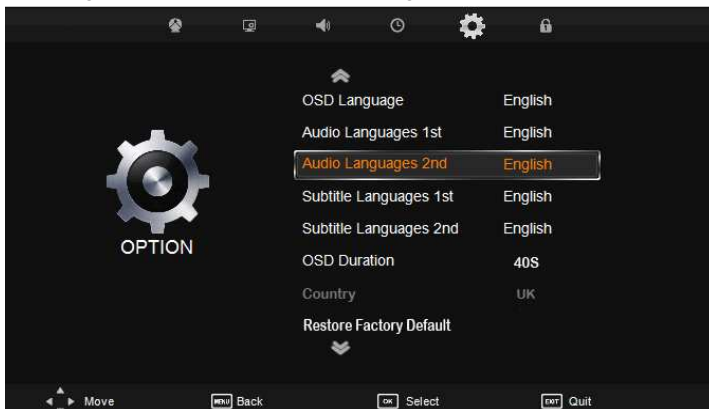 OSD Language English
Audio Languages 1st English
Audio Languages 2nd English
Subtitle Languages 1st English
Subtitle Languages 2nd English
OPTION
OSD Duration 40S
Country UK
Restore Factory Default
Move MENU Back OK Select EXIT Quit